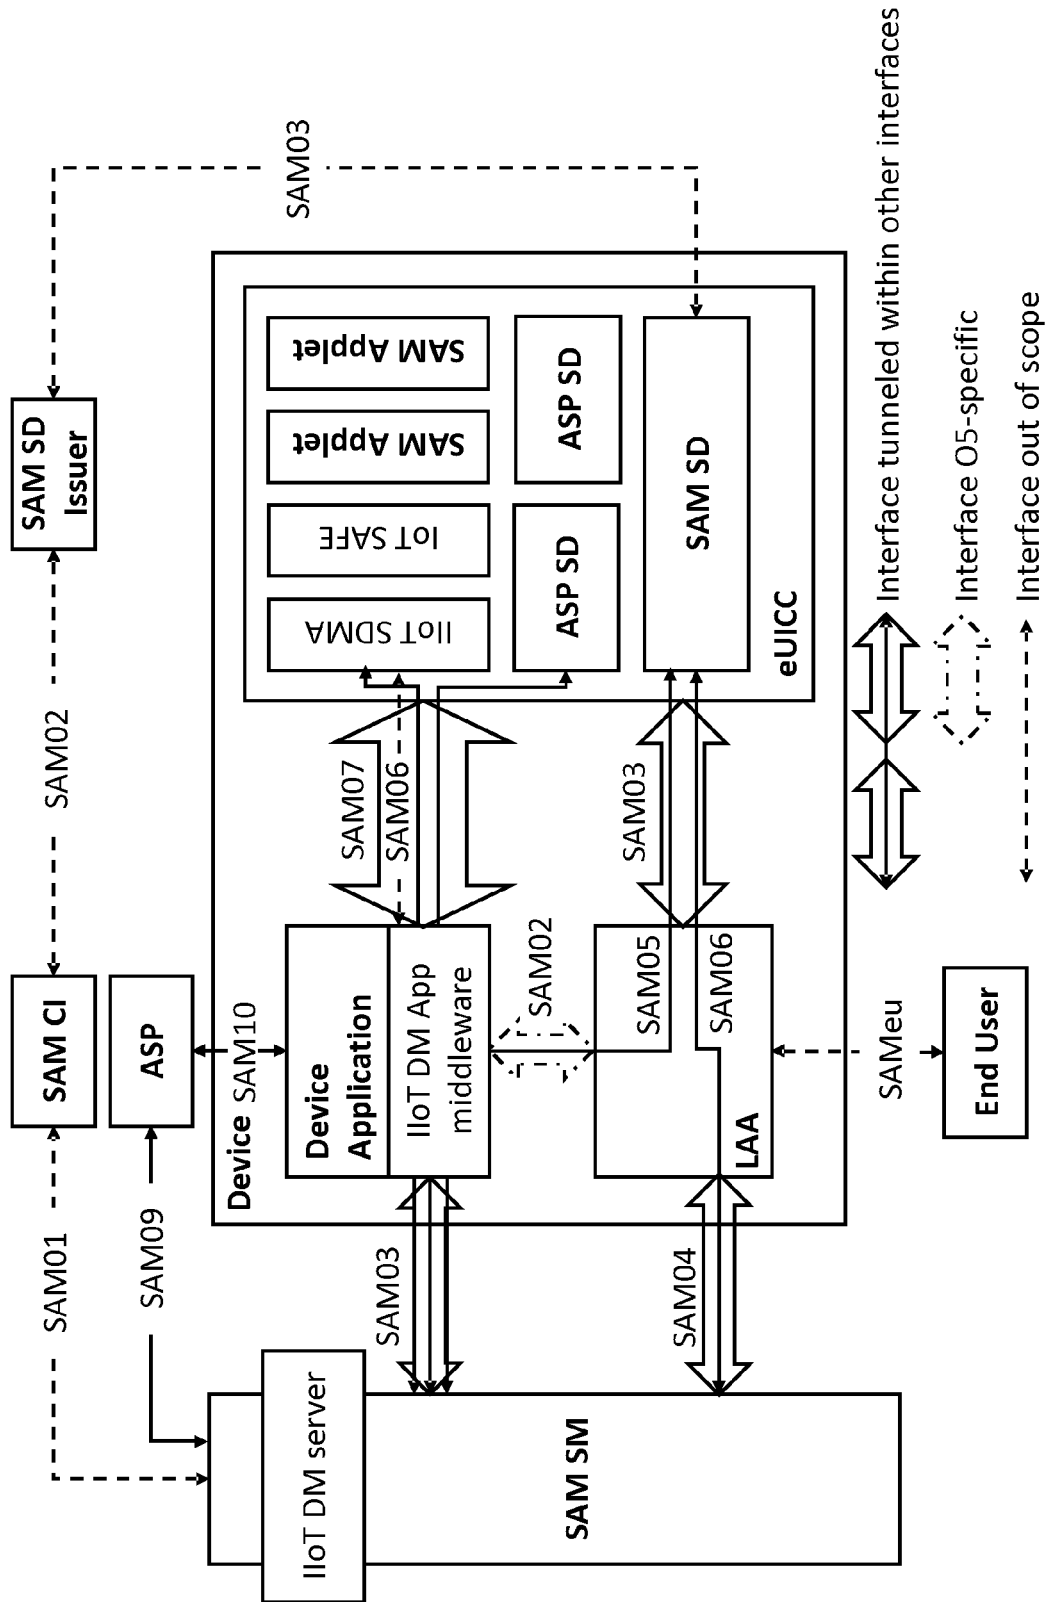 SAM SD
Issuer
SAM03
SAM02
SAM CI
SAM01
ASP
SAM09
SAM10
Device
Device
Application
IIoT DM App
middleware
SAM07
SAM06
SAM Applet
SAM Applet
IoT SAFE
IIoT SDMA
ASP SD
ASP SD
SAM SD
eUICC
SAM03
SAM02
SAM05
SAM06
LAA
SAM03
SAM04
IIoT DM server
SAM SM
SAMeu
End User
Interface tunneled within other interfaces
Interface O5-specific
Interface out of scope